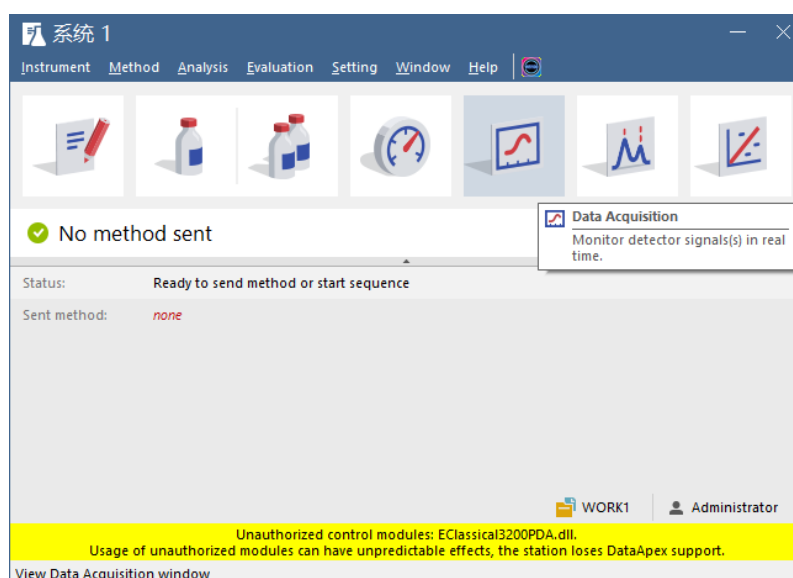 系统 1
Instrument Method Analysis Evaluation Setting Window Help
No method sent
Data Acquisition
Monitor detector signals(s) in real
time.
Status: Ready to send method or start sequence
Sent method: none
WORK1 Administrator
Unauthorized control modules: EClassical3200PDA.dll.
Usage of unauthorized modules can have unpredictable effects, the station loses DataApex support.
View Data Acquisition window